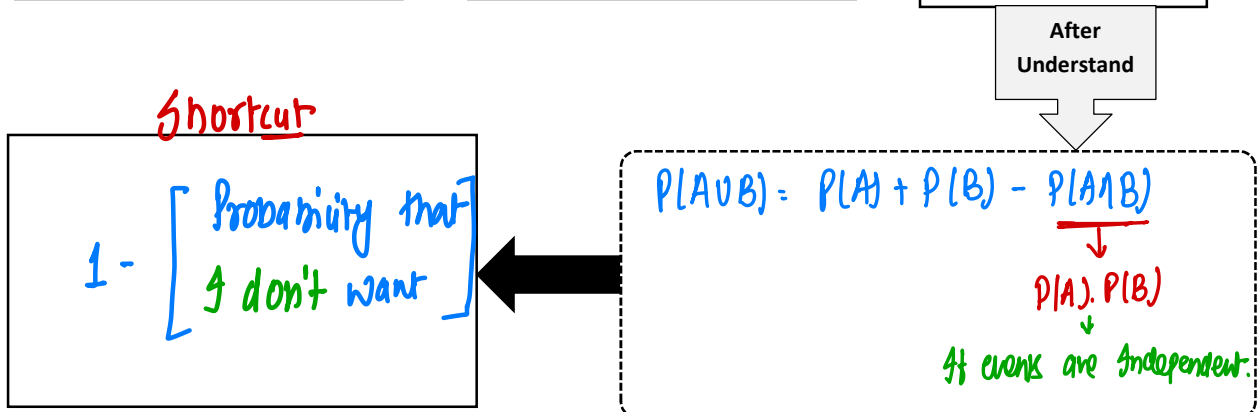 After
Understand
Shortcut
1 - [ Probability that
I don't want ]
P(A∪B) = P(A) + P(B) - P(A∩B)
P(A). P(B)
If events are Independent.